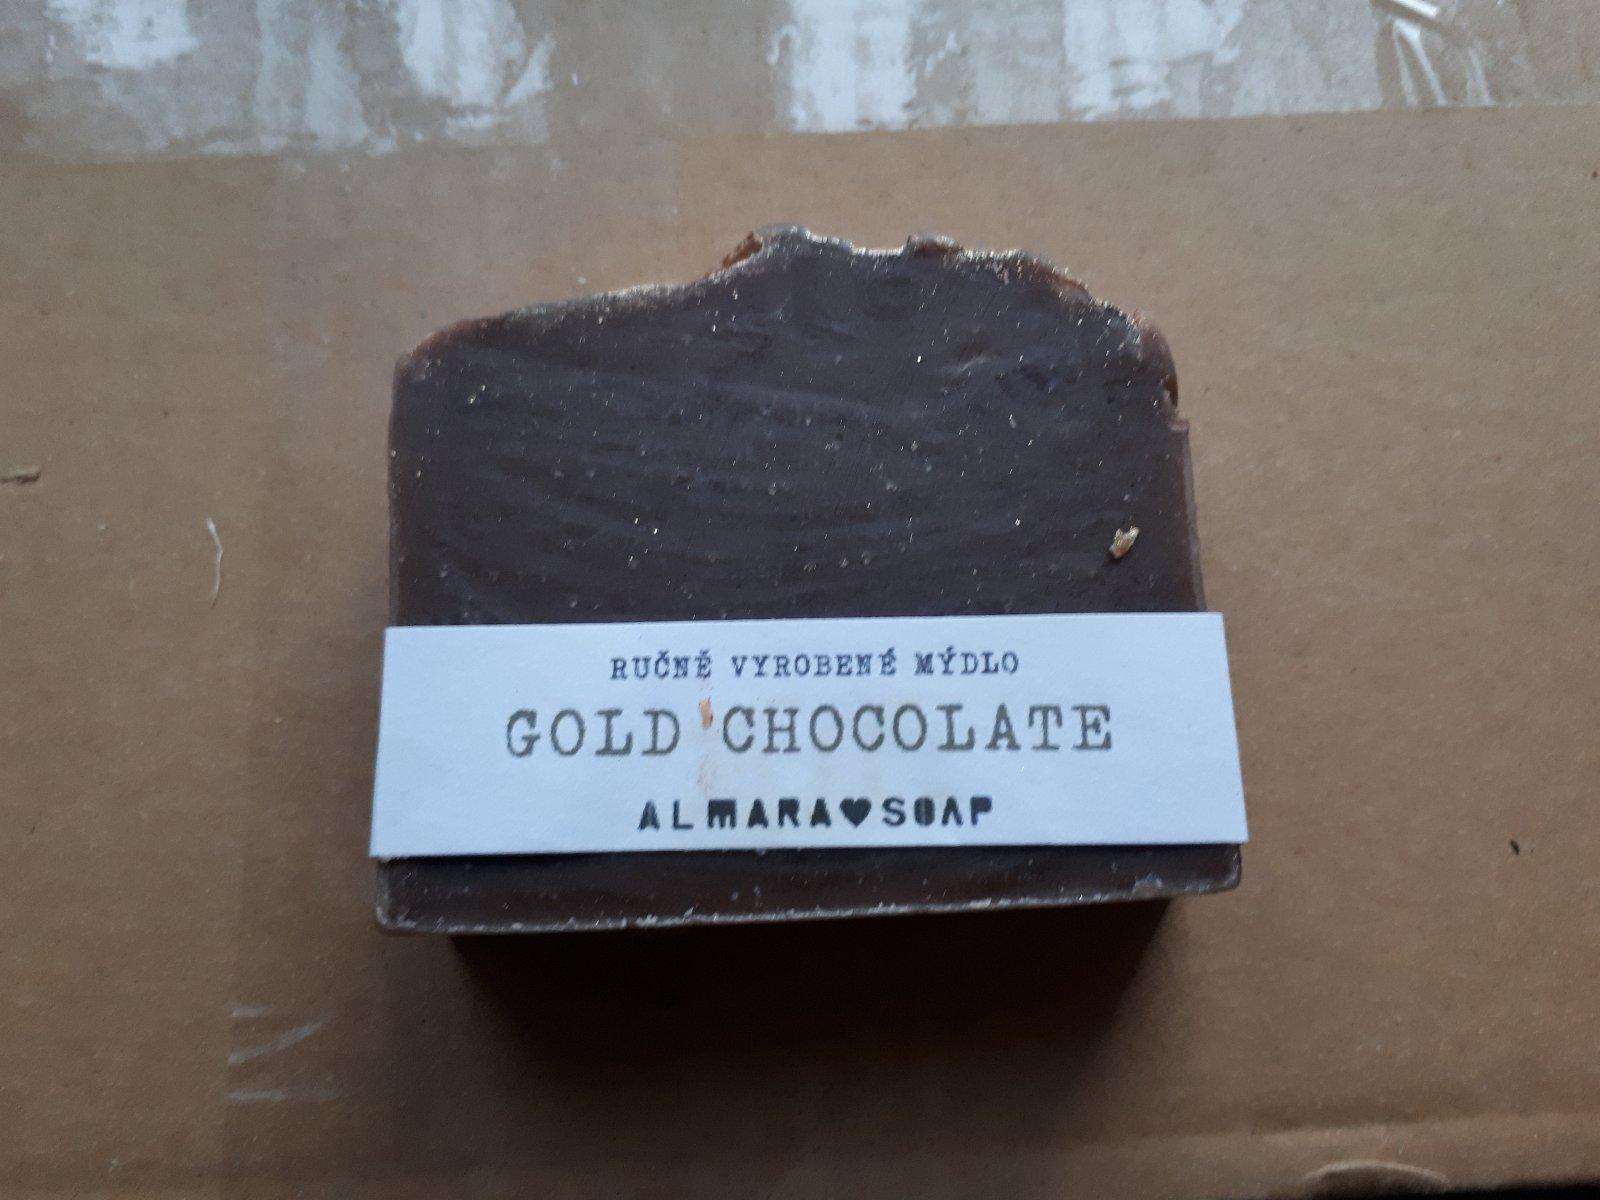 RUČNĚ VYROBENÉ MÝDLO
GOLD CHOCOLATE
ALMARA♥SOAP